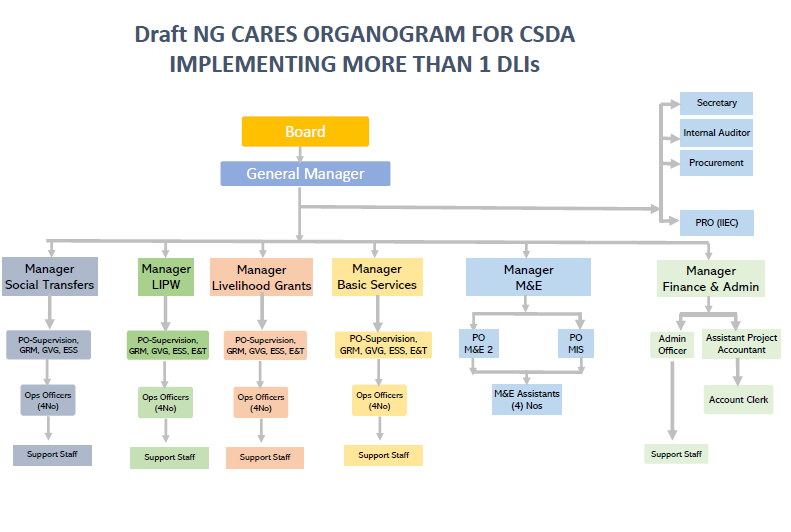 Draft NG CARES ORGANOGRAM FOR CSDA
IMPLEMENTING MORE THAN 1 DLIs
Secretary
Board
Internal Auditor
Procurement
General Manager
PRO (IIEC)
Manager
Social Transfers
Manager
LIPW
Manager
Livelihood Grants
Manager
Basic Services
Manager
M&E
Manager
Finance & Admin
PO-Supervision,
GRM, GVG, ESS
PO-Supervision,
GRM, GVG, ESS, E&T
PO-Supervision,
GRM, GVG, ESS, E&T
PO-Supervision,
GRM, GVG, ESS, E&T
PO
M&E 2
PO
MIS
Admin
Officer
Assistant Project
Accountant
Ops Officers
(4No)
Ops Officers
(4No)
Ops Officers
(4No)
Ops Officers
(4No)
M&E Assistants
(4) Nos
Account Clerk
Support Staff
Support Staff
Support Staff
Support Staff
Support Staff